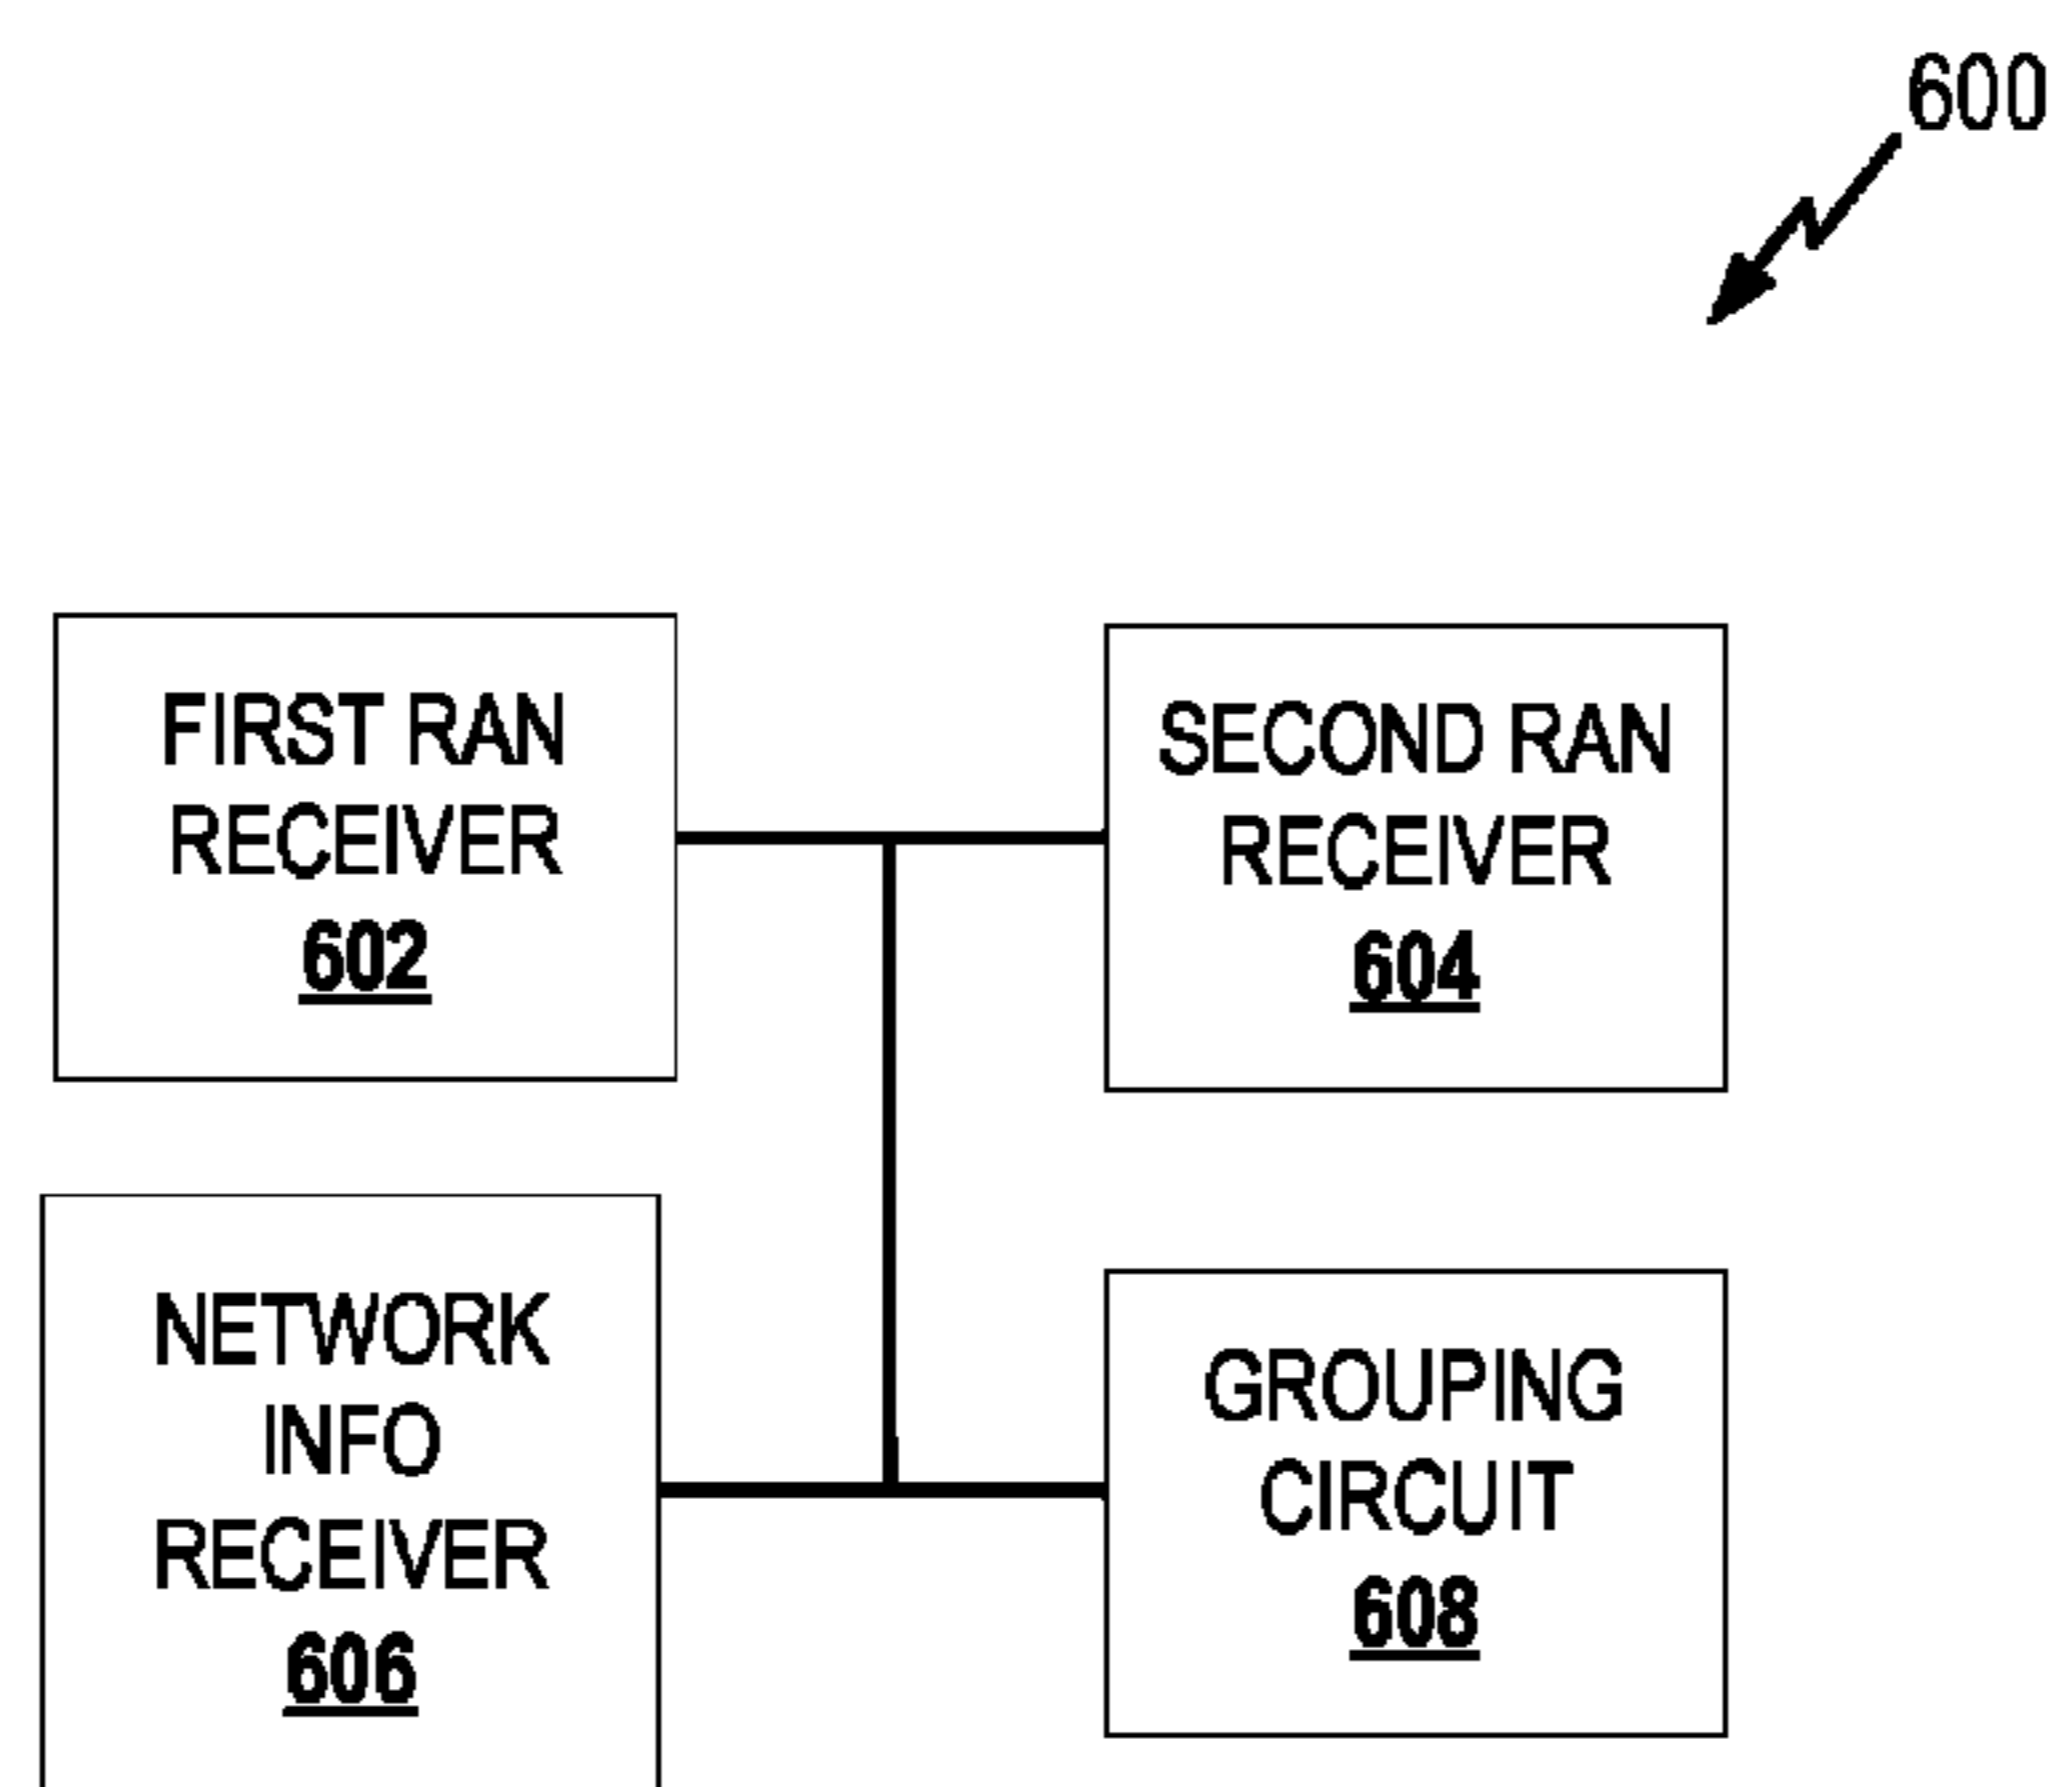 600
FIRST RAN
RECEIVER
602
SECOND RAN
RECEIVER
604
NETWORK
INFO
RECEIVER
606
GROUPING
CIRCUIT
608